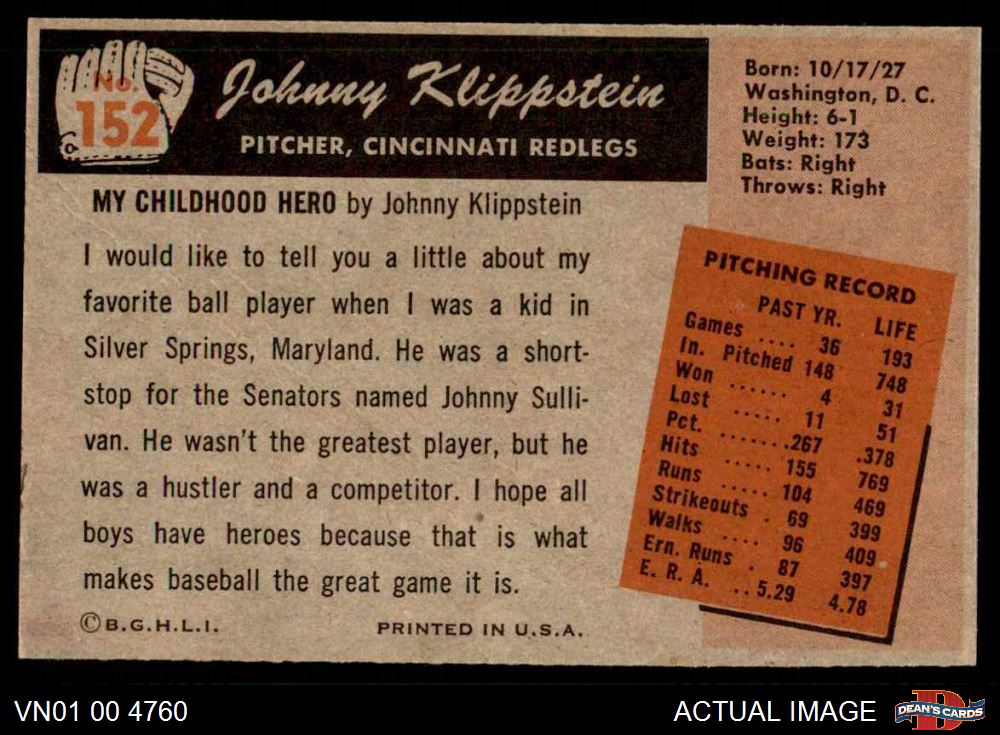 No.
152
Johnny Klippstein
PITCHER, CINCINNATI REDLEGS
Born: 10/17/27
Washington, D. C.
Height: 6-1
Weight: 173
Bats: Right
Throws: Right
MY CHILDHOOD HERO by Johnny Klippstein
I would like to tell you a little about my
favorite ball player when I was a kid in
Silver Springs, Maryland. He was a short-
stop for the Senators named Johnny Sulli-
van. He wasn't the greatest player, but he
was a hustler and a competitor. I hope all
boys have heroes because that is what
makes baseball the great game it is.
©B.G.H.L.I. PRINTED IN U.S.A.
PITCHING RECORD
PAST YR. LIFE
Games .... 36 193
In. Pitched 148 748
Won ...... 4 31
Lost ..... 11 51
Pct. .......267 .378
Hits ..... 155 769
Runs ..... 104 469
Strikeouts . 69 399
Walks .... 96 409
Ern. Runs . 87 397
E. R. A. ..5.29 4.78
VN01 00 4760
ACTUAL IMAGE
D
DEAN'S CARDS